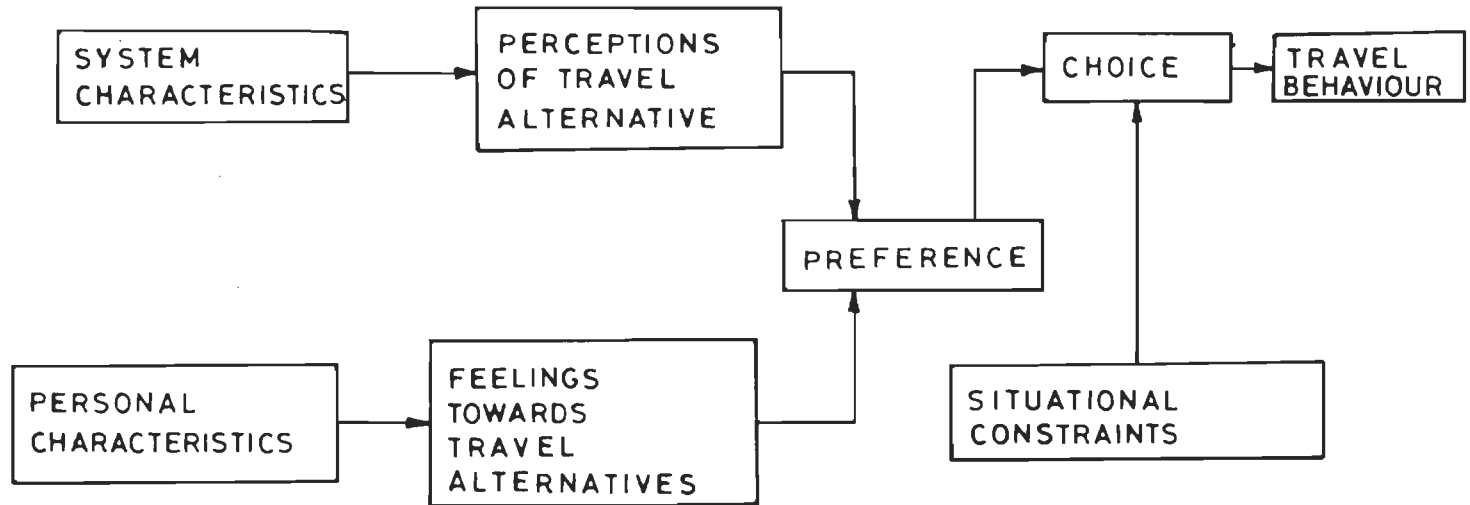 SYSTEM
CHARACTERISTICS
PERCEPTIONS
OF TRAVEL
ALTERNATIVE
CHOICE
TRAVEL
BEHAVIOUR
PREFERENCE
PERSONAL
CHARACTERISTICS
FEELINGS
TOWARDS
TRAVEL
ALTERNATIVES
SITUATIONAL
CONSTRAINTS